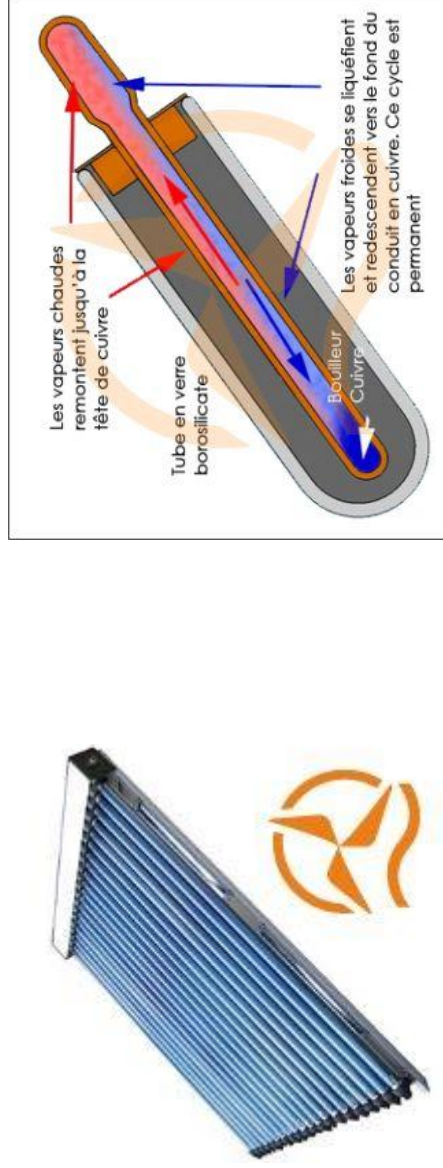 Les vapeurs chaudes
remontent jusqu'à la
tête de cuivre
Tube en verre
borosilicate
Bouilleur
Cuivre
Les vapeurs froides se liquéfient
et redescendent vers le fond du
conduit en cuivre. Ce cycle est
permanent